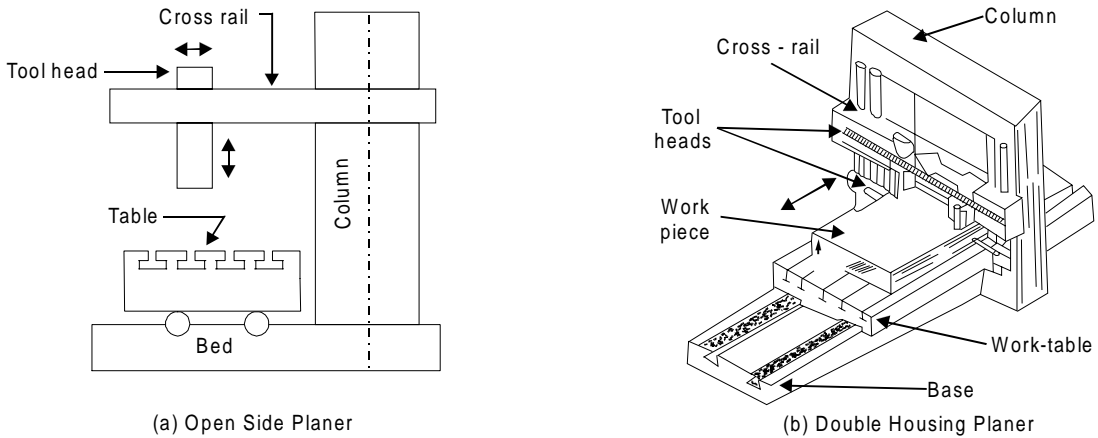 Cross rail
Tool head
Column
Table
Bed
(a) Open Side Planer
Column
Cross - rail
Tool
heads
Work
piece
Work-table
Base
(b) Double Housing Planer